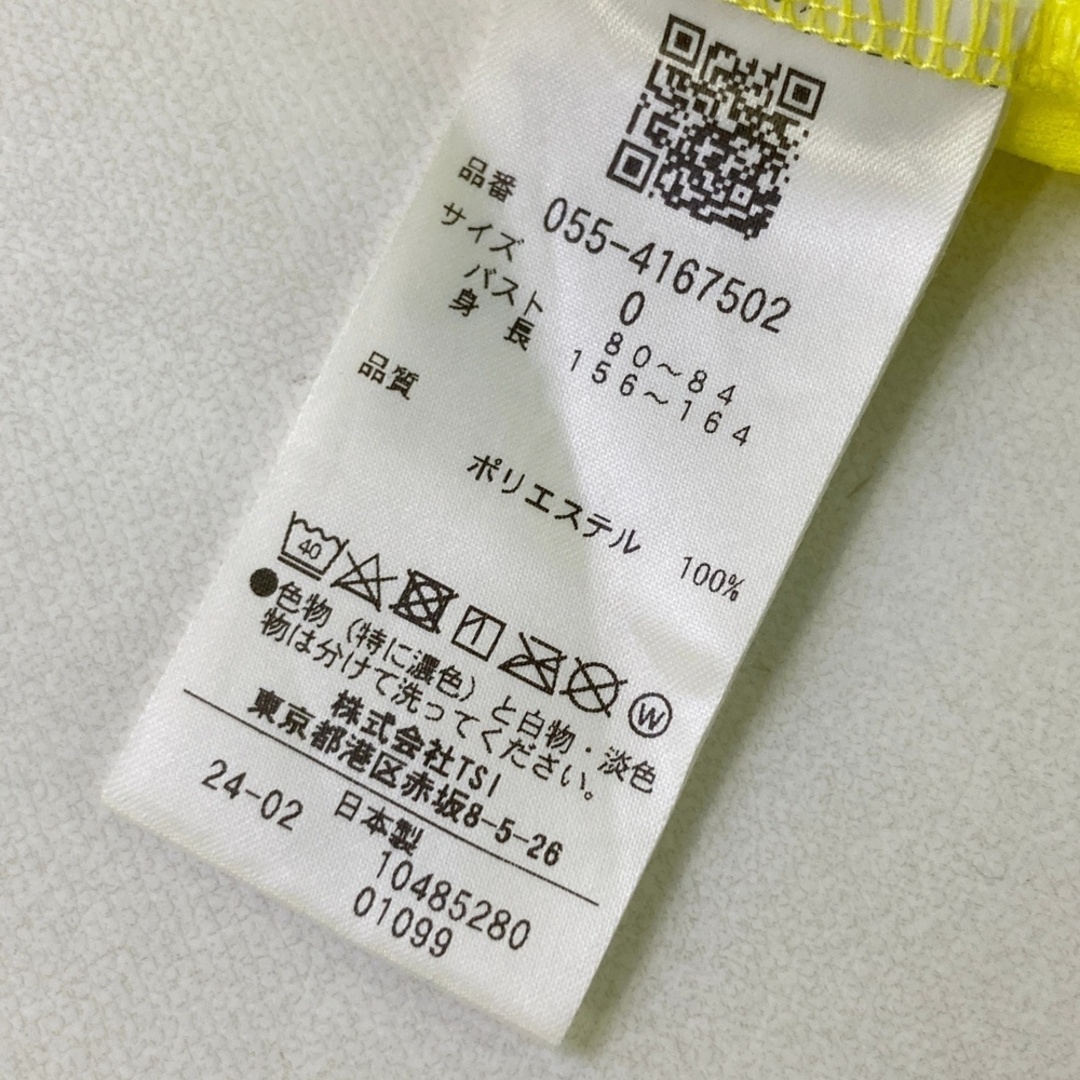 品番 055-4167502
サイズ 0
バスト 80~84
身長 156~164
品質
ポリエステル 100%
40 W
●色物(特に濃色)と白物・淡色
物は分けて洗ってください。
株式会社TSI
東京都港区赤坂8-5-26
日本製
24-02 10485280
01099